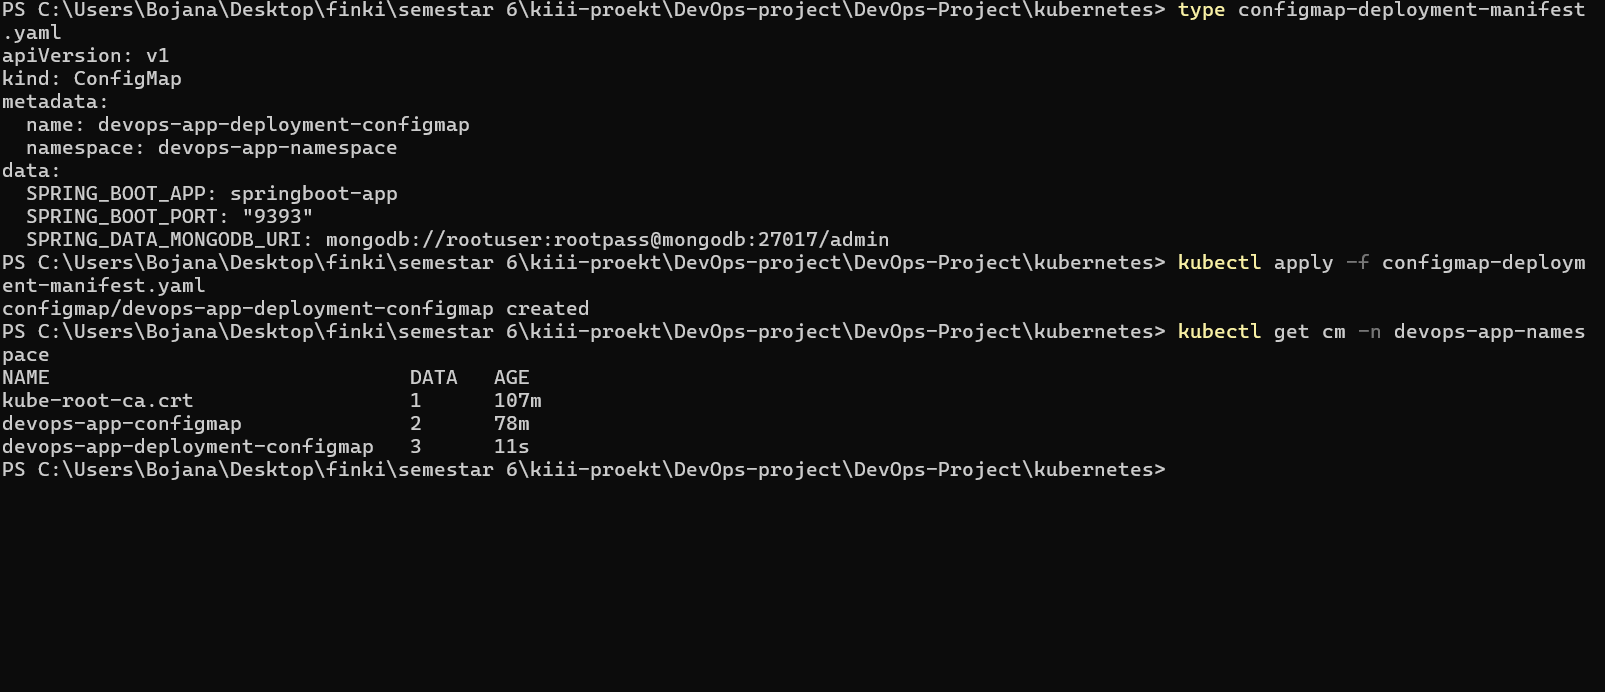 PS C:\Users\Bojana\Desktop\finki\semestar 6\kiii-proekt\DevOps-project\DevOps-Project\kubernetes> type configmap-deployment-manifest
.yaml
apiVersion: v1
kind: ConfigMap
metadata:
  name: devops-app-deployment-configmap
  namespace: devops-app-namespace
data:
  SPRING_BOOT_APP: springboot-app
  SPRING_BOOT_PORT: "9393"
  SPRING_DATA_MONGODB_URI: mongodb://rootuser:rootpass@mongodb:27017/admin
PS C:\Users\Bojana\Desktop\finki\semestar 6\kiii-proekt\DevOps-project\DevOps-Project\kubernetes> kubectl apply -f configmap-deploym
ent-manifest.yaml
configmap/devops-app-deployment-configmap created
PS C:\Users\Bojana\Desktop\finki\semestar 6\kiii-proekt\DevOps-project\DevOps-Project\kubernetes> kubectl get cm -n devops-app-names
pace
NAME                              DATA   AGE
kube-root-ca.crt                  1      107m
devops-app-configmap              2      78m
devops-app-deployment-configmap   3      11s
PS C:\Users\Bojana\Desktop\finki\semestar 6\kiii-proekt\DevOps-project\DevOps-Project\kubernetes>